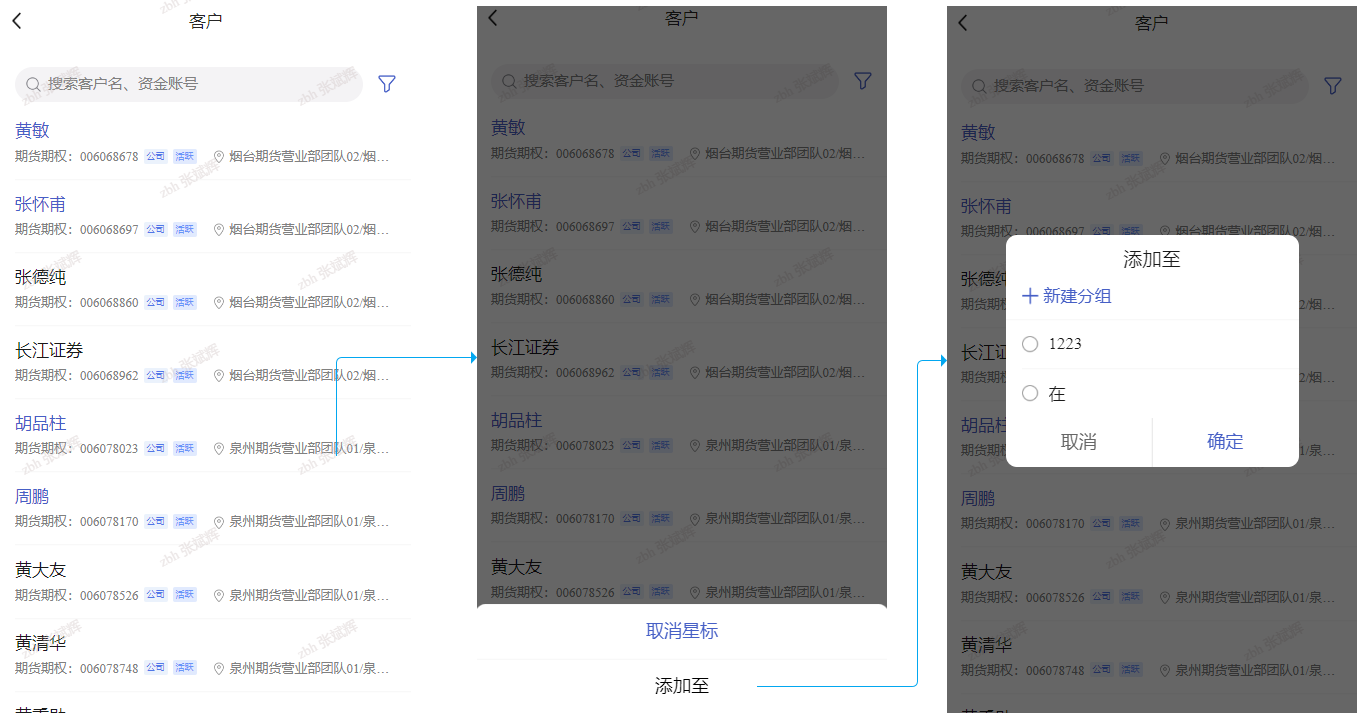 客户
搜索客户名、资金账号
黄敏
期货期权：006068678 公司 活跃 烟台期货营业部团队02/烟...
张怀甫
期货期权：006068697 公司 活跃 烟台期货营业部团队02/烟...
张德纯
期货期权：006068860 公司 活跃 烟台期货营业部团队02/烟...
长江证券
期货期权：006068962 公司 活跃 烟台期货营业部团队02/烟...
胡品柱
期货期权：006078023 公司 活跃 泉州期货营业部团队01/泉...
周鹏
期货期权：006078170 公司 活跃 泉州期货营业部团队01/泉...
黄大友
期货期权：006078526 公司 活跃 泉州期货营业部团队01/泉...
黄清华
期货期权：006078748 公司 活跃 泉州期货营业部团队01/泉...
zbh 张斌辉
客户
搜索客户名、资金账号
黄敏
期货期权：006068678 公司 活跃 烟台期货营业部团队02/烟...
张怀甫
期货期权：006068697 公司 活跃 烟台期货营业部团队02/烟...
张德纯
期货期权：006068860 公司 活跃 烟台期货营业部团队02/烟...
长江证券
期货期权：006068962 公司 活跃 烟台期货营业部团队02/烟...
胡品柱
期货期权：006078023 公司 活跃 泉州期货营业部团队01/泉...
周鹏
期货期权：006078170 公司 活跃 泉州期货营业部团队01/泉...
黄大友
期货期权：006078526 公司 活跃 泉州期货营业部团队01/泉...
取消星标
添加至
客户
搜索客户名、资金账号
黄敏
期货期权：006068678 公司 活跃 烟台期货营业部团队02/烟...
张怀甫
期货期权：006068697 公司 活跃 烟台期货营业部团队02/烟...
添加至
新建分组
1223
在
取消 确定
周鹏
期货期权：006078170 公司 活跃 泉州期货营业部团队01/泉...
黄大友
期货期权：006078526 公司 活跃 泉州期货营业部团队01/泉...
黄清华
期货期权：006078748 公司 活跃 泉州期货营业部团队01/泉...